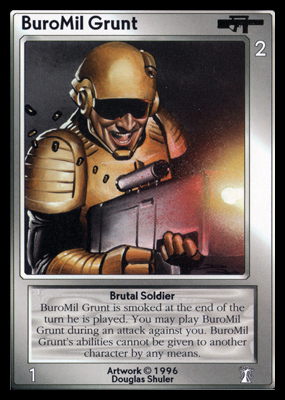 BuroMil Grunt
2
Brutal Soldier
BuroMil Grunt is smoked at the end of the
turn he is played. You may play BuroMil
Grunt during an attack against you. BuroMil
Grunt's abilities cannot be given to another
character by any means.
1
Artwork © 1996
Douglas Shuler